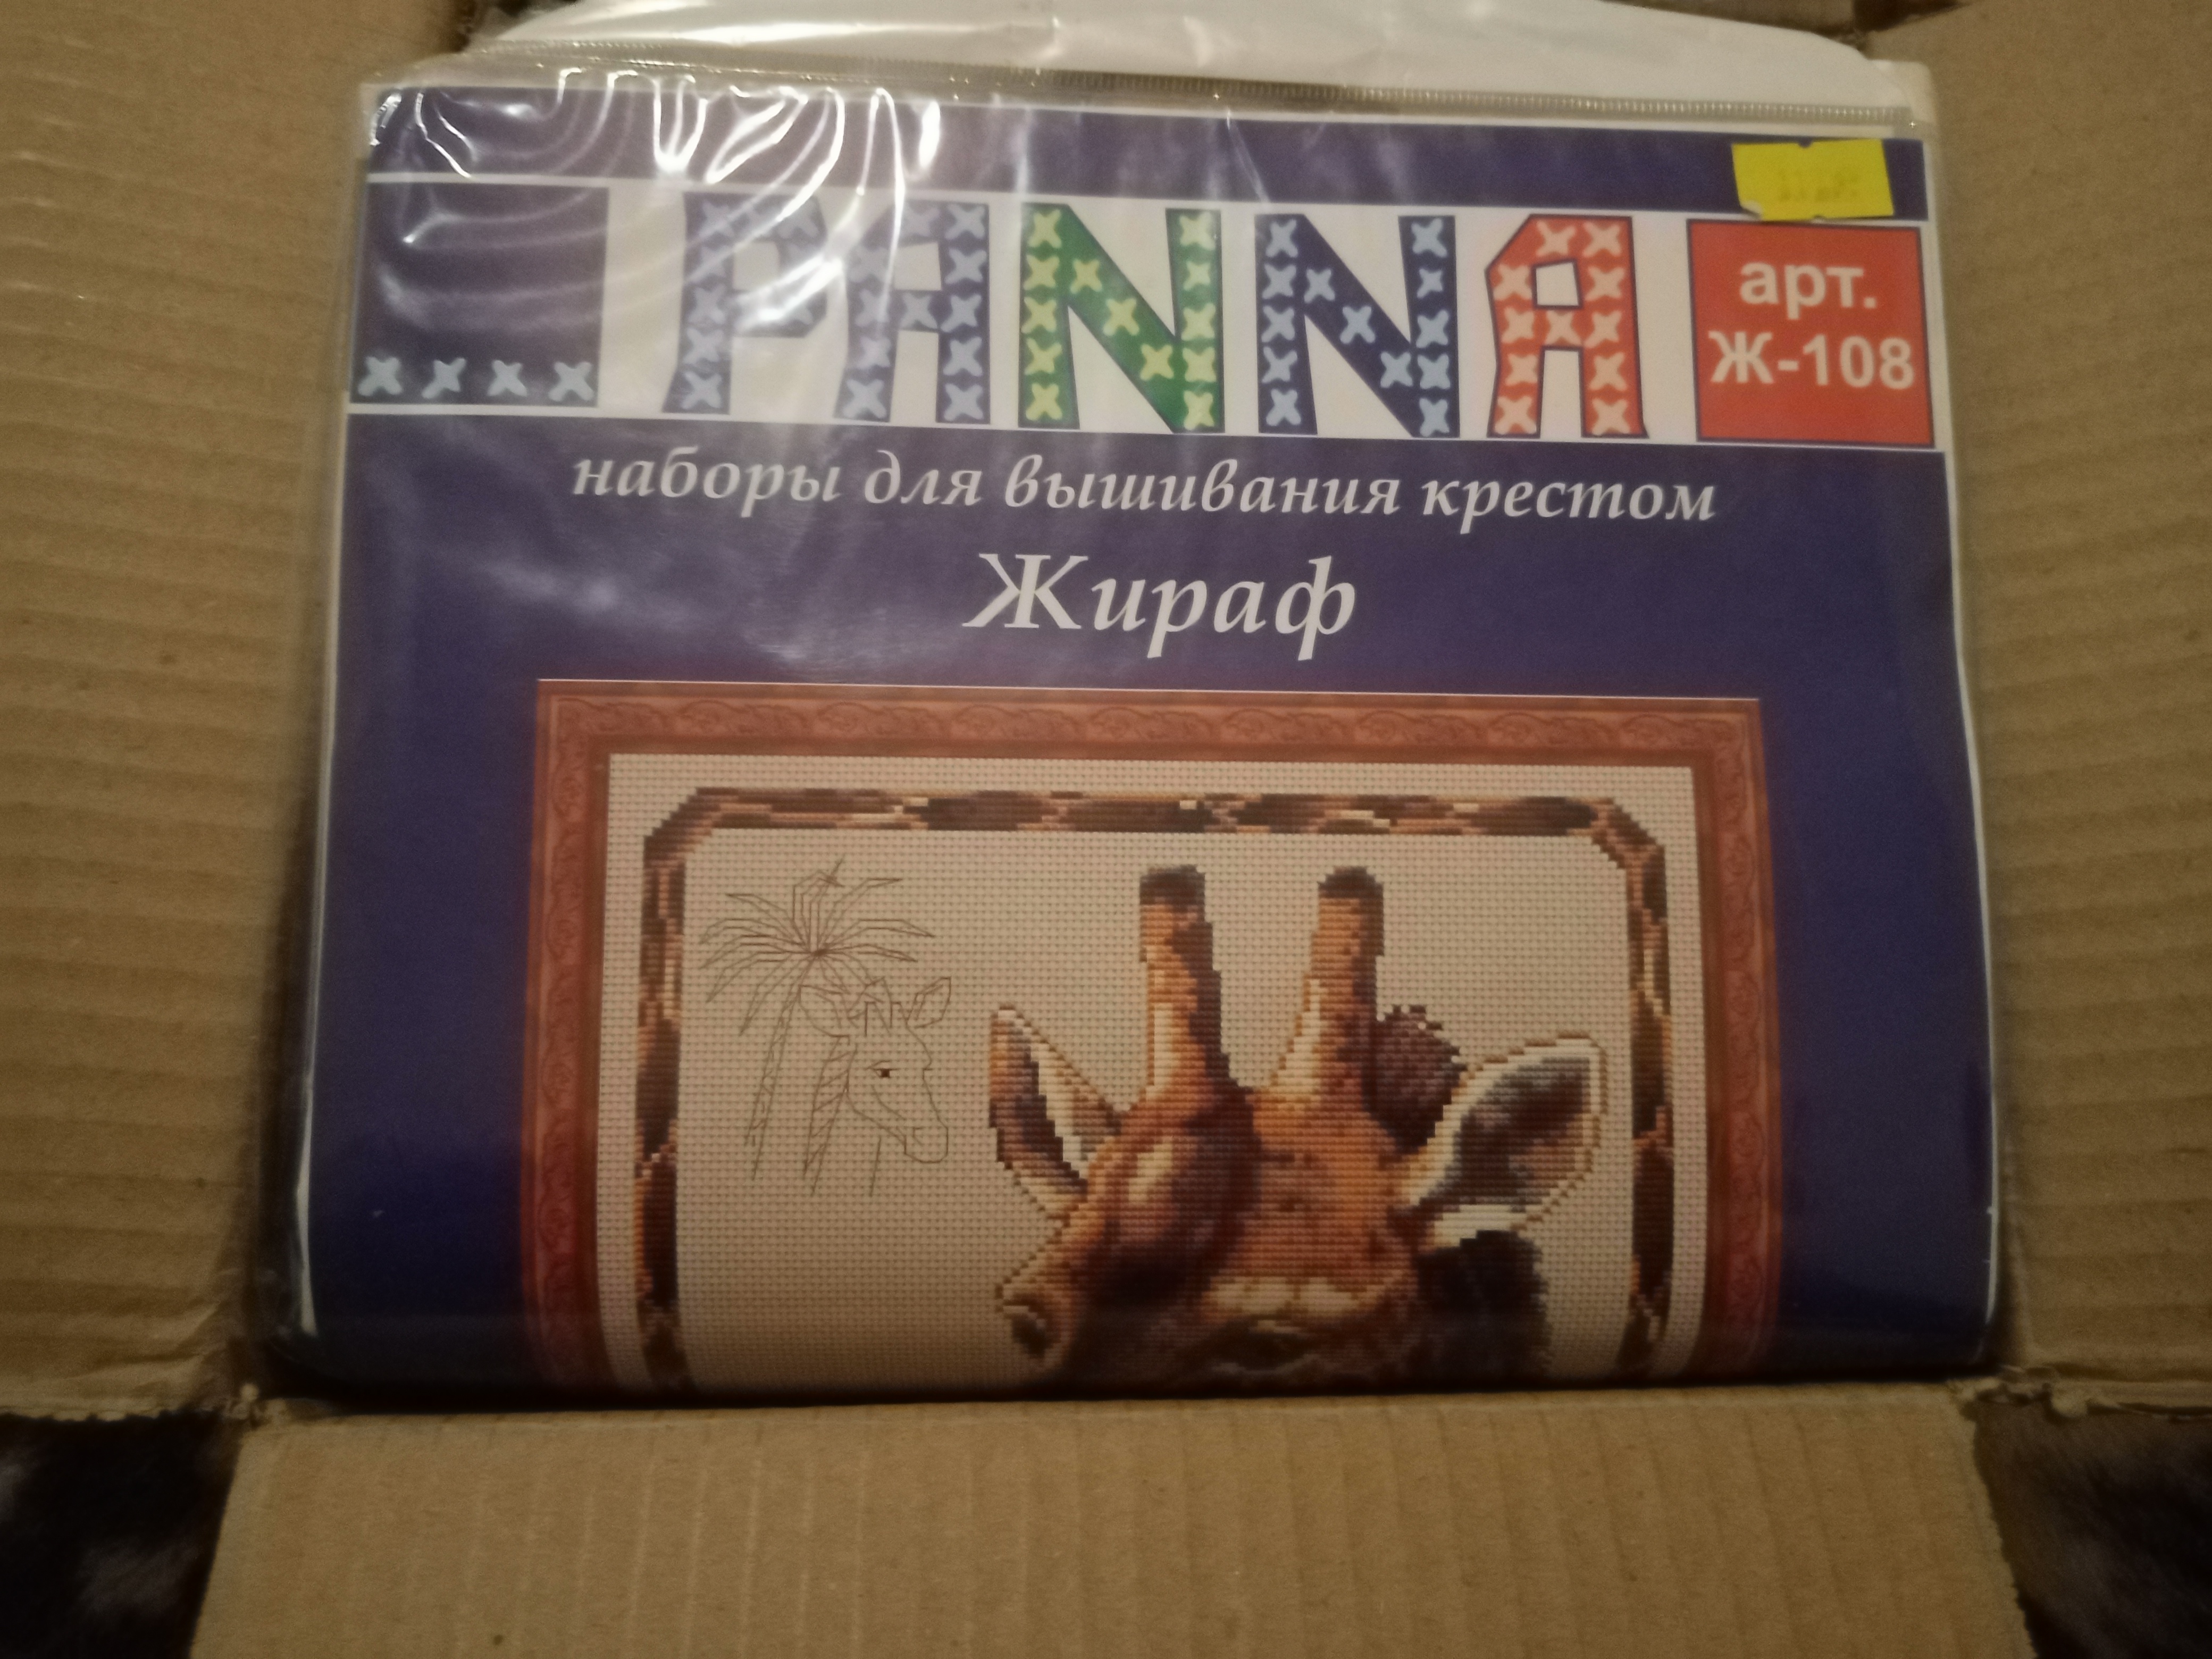 PANNA
арт.
Ж-108
наборы для вышивания крестом
Жираф